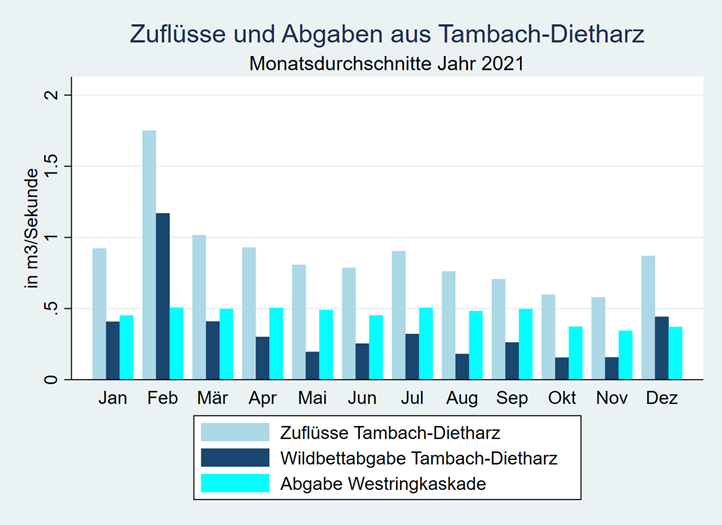 Zuflüsse und Abgaben aus Tambach-Dietharz
Monatsdurchschnitte Jahr 2021
in m3/Sekunde
2
1.5
1
.5
0
Jan Feb Mär Apr Mai Jun Jul Aug Sep Okt Nov Dez
Zuflüsse Tambach-Dietharz
Wildbettabgabe Tambach-Dietharz
Abgabe Westringkaskade